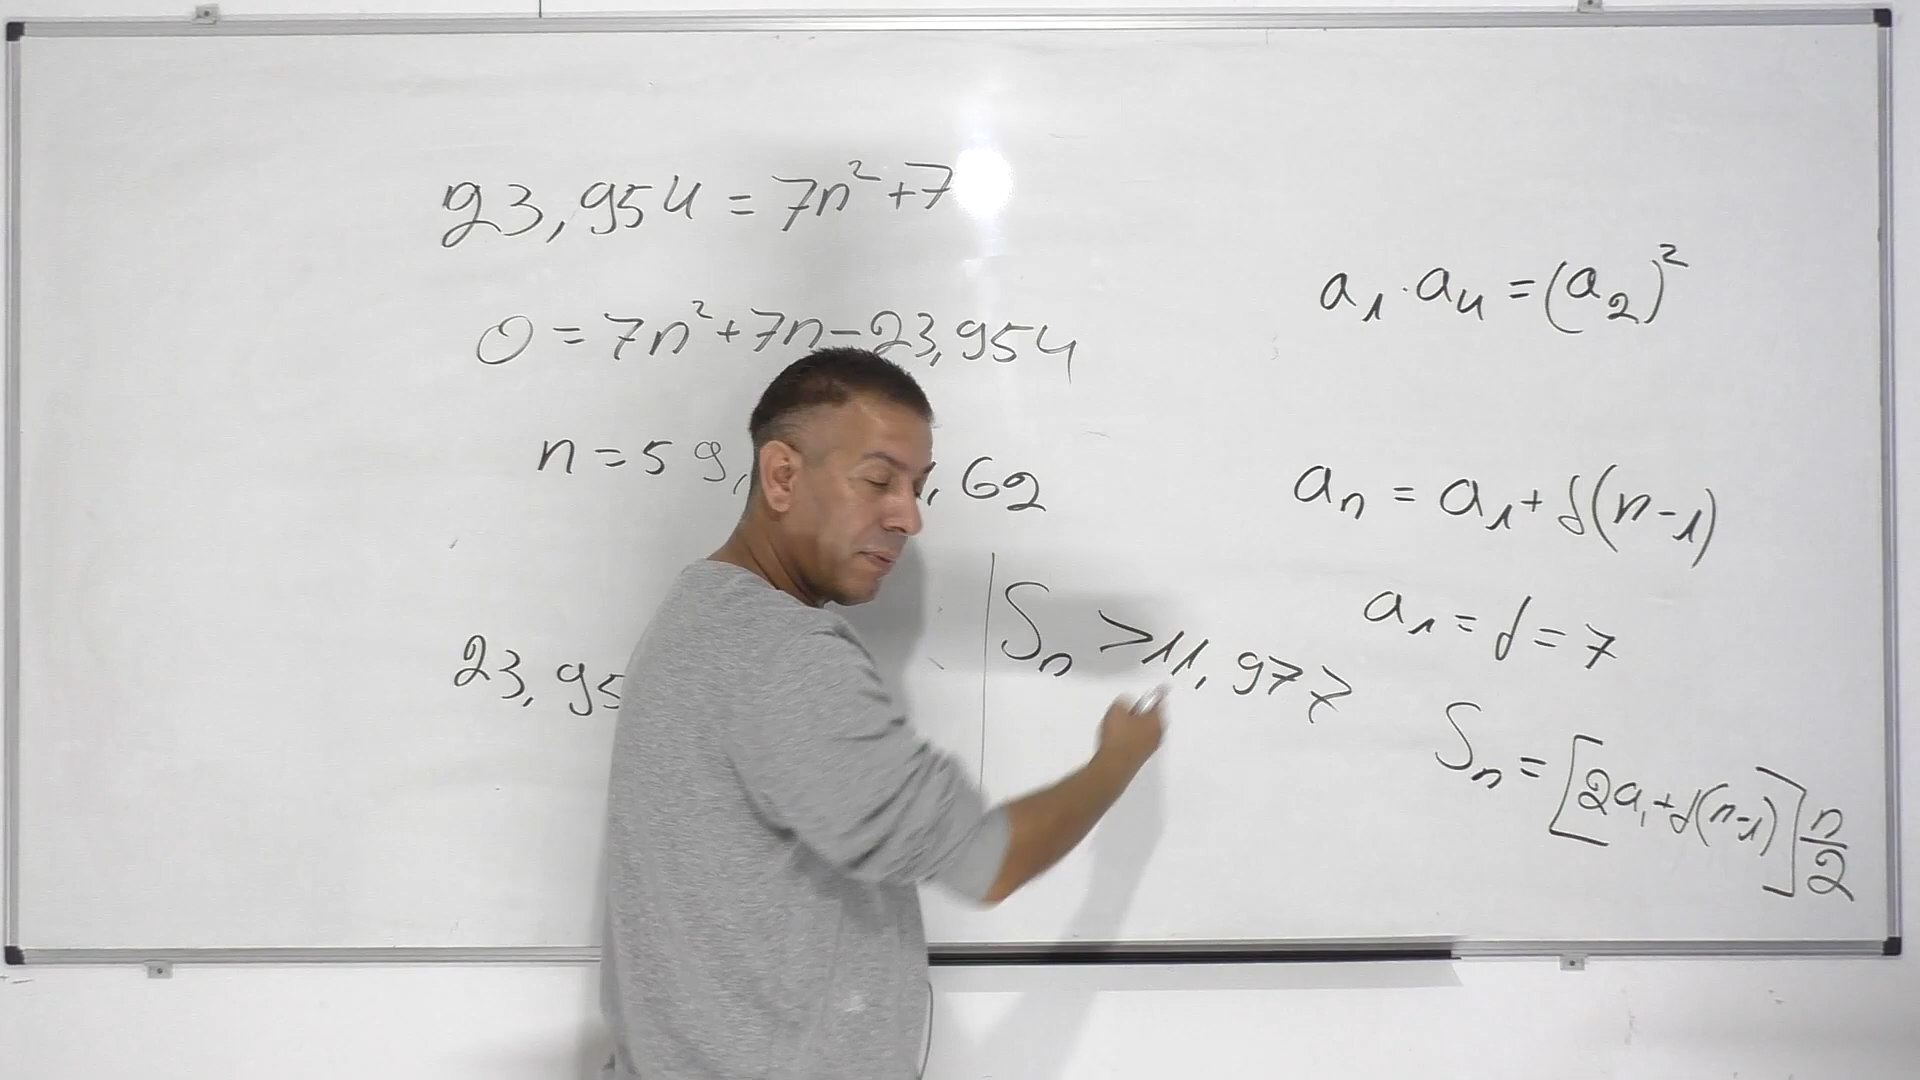 23,954 = 7n² + 7
0 = 7n² + 7n - 23,954
n = 59, , 62
23, 95
Sₙ > 11,977
a₁ · a₄ = (a₂)²
aₙ = a₁ + d(n-1)
a₁ = d = 7
Sₙ = [2a₁ + d(n-1)] n/2